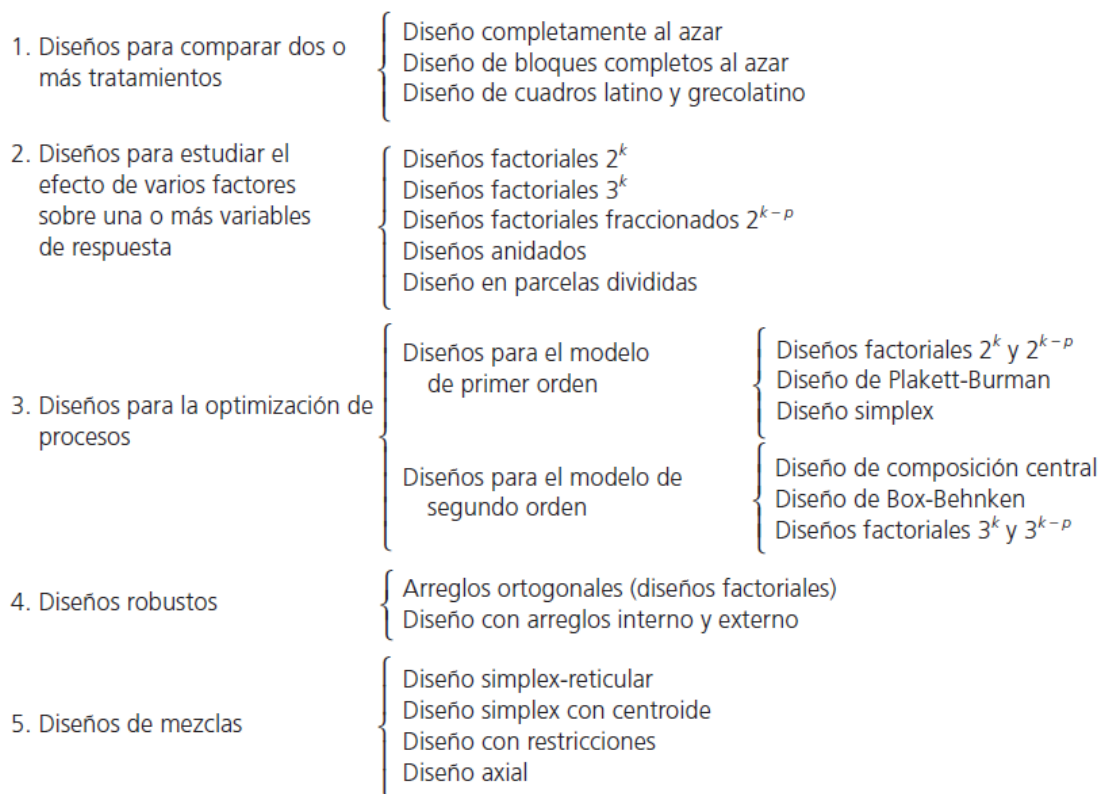 1. Diseños para comparar dos o
más tratamientos
Diseño completamente al azar
Diseño de bloques completos al azar
Diseño de cuadros latino y grecolatino
2. Diseños para estudiar el
efecto de varios factores
sobre una o más variables
de respuesta
Diseños factoriales 2^k
Diseños factoriales 3^k
Diseños factoriales fraccionados 2^{k – p}
Diseños anidados
Diseño en parcelas divididas
3. Diseños para la optimización de
procesos
Diseños para el modelo
de primer orden
Diseños factoriales 2^k y 2^{k – p}
Diseño de Plakett-Burman
Diseño simplex
Diseños para el modelo de
segundo orden
Diseño de composición central
Diseño de Box-Behnken
Diseños factoriales 3^k y 3^{k – p}
4. Diseños robustos
Arreglos ortogonales (diseños factoriales)
Diseño con arreglos interno y externo
5. Diseños de mezclas
Diseño simplex-reticular
Diseño simplex con centroide
Diseño con restricciones
Diseño axial